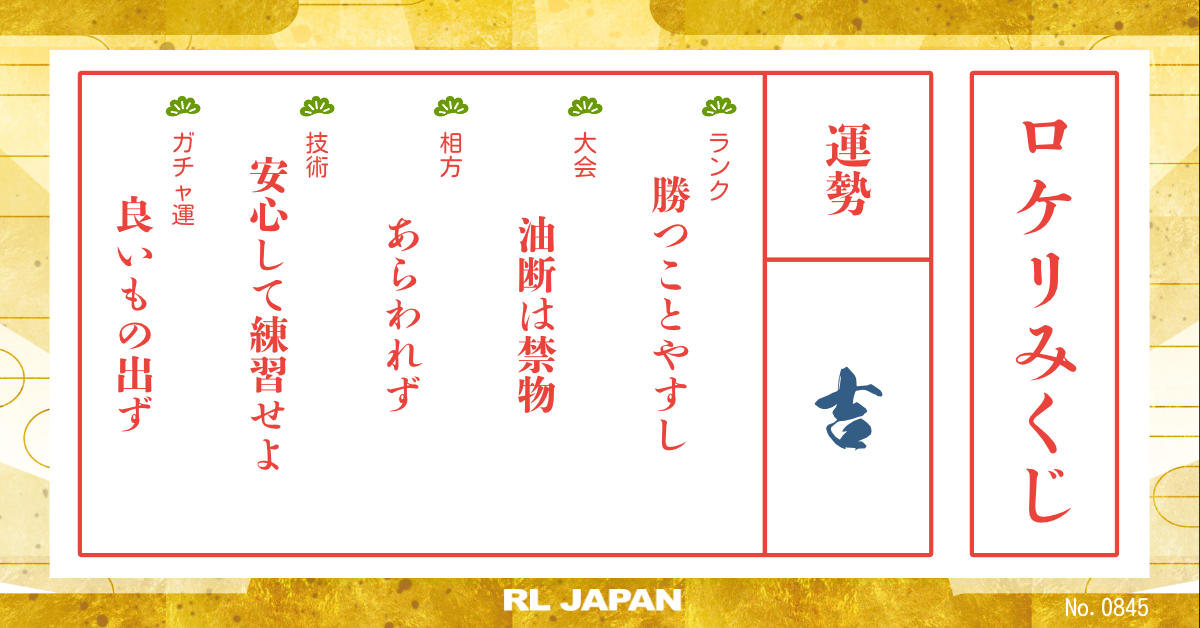 ロケリみくじ
運勢
吉
ランク
勝つことやすし
大会
油断は禁物
相方
あらわれず
技術
安心して練習せよ
ガチャ運
良いもの出ず
RL JAPAN
No. 0845